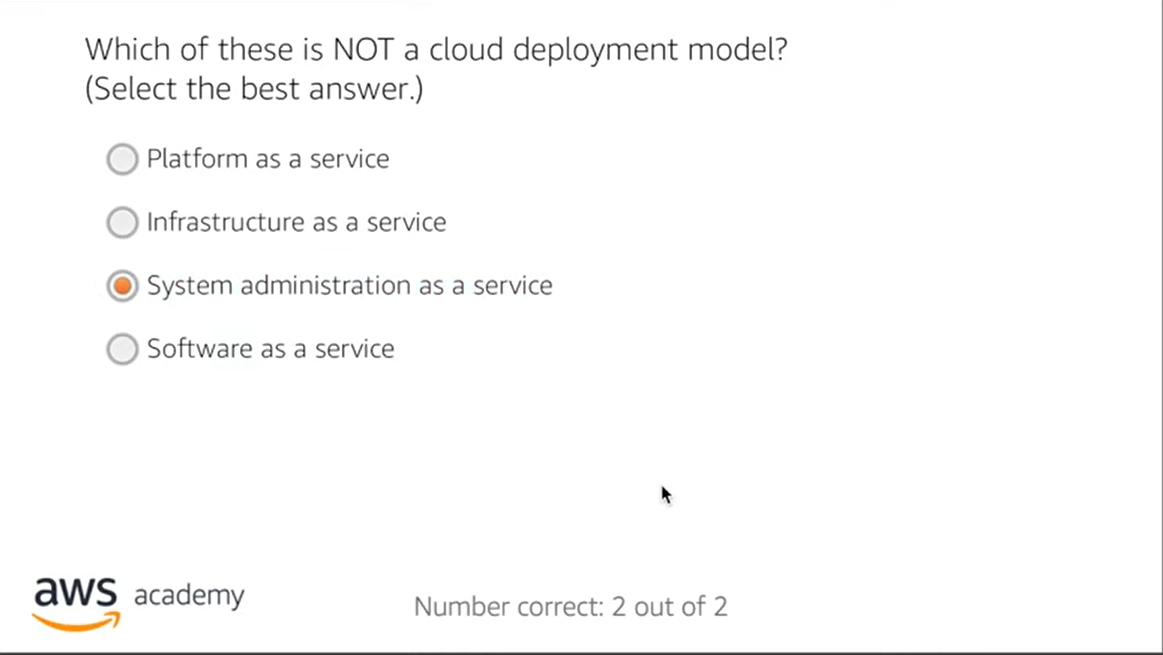 Which of these is NOT a cloud deployment model?
(Select the best answer.)
Platform as a service
Infrastructure as a service
System administration as a service
Software as a service
aws academy
Number correct: 2 out of 2